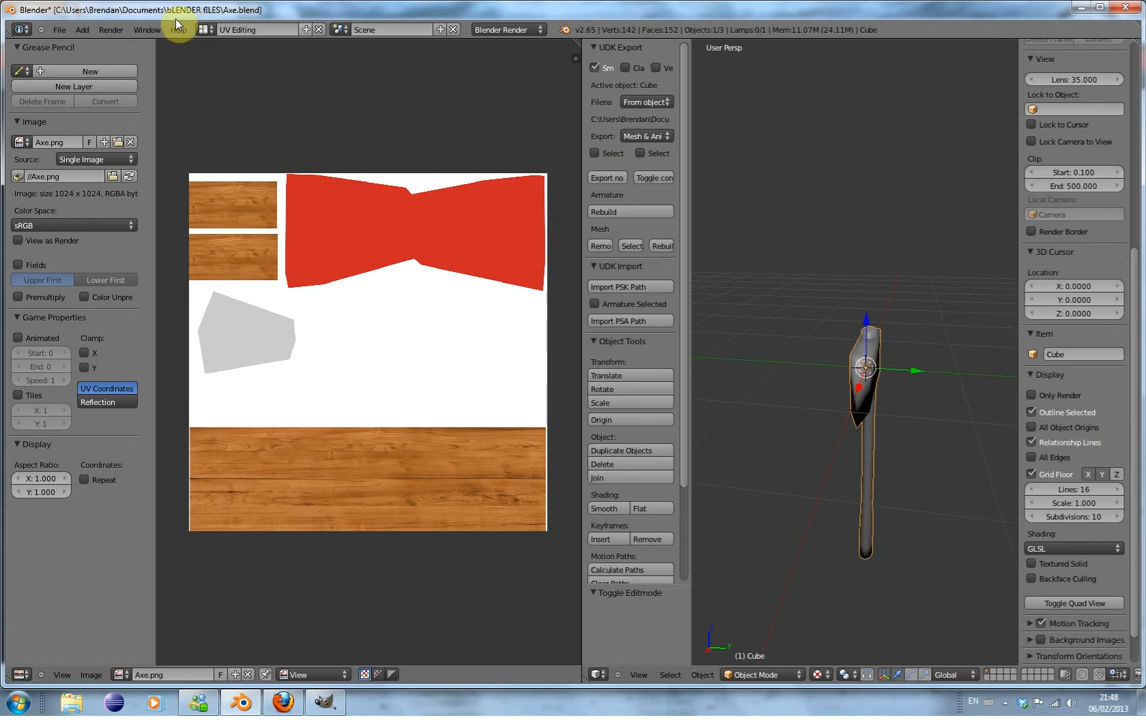 Blender* [C:\Users\Brendan\Documents\bLENDER fILES\Axe.blend]
File Add Render Window Help UV Editing Scene Blender Render v2.65 | Verts:142 | Faces:152 | Objects:1/3 | Lamps:0/1 | Mem:11.07M (24.11M) | Cube
Grease Pencil
New
New Layer
Delete Frame Convert
Image
Axe.png F
Source: Single Image
//Axe.png
Image: size 1024 x 1024, RGBA byt
Color Space:
sRGB
View as Render
Fields
Upper First Lower First
Premultiply Color Unpre
Game Properties
Animated Clamp:
Start: 0 X
End: 0 Y
Speed: 1
UV Coordinates
Tiles Reflection
X: 1
Y: 1
Display
Aspect Ratio: Coordinates:
X: 1.000 Repeat
Y: 1.000
View Image Axe.png F View
UDK Export
Sm Cla Ve
Active object: Cube
Filena From object
C:\Users\Brendan\Docu
Export: Mesh & Ani
Select Select
Export no Toggle con
Armature
Rebuild
Mesh
Remo Select Rebuil
UDK Import
Import PSK Path
Armature Selected
Import PSA Path
Object Tools
Transform:
Translate
Rotate
Scale
Origin
Object:
Duplicate Objects
Delete
Join
Shading:
Smooth Flat
Keyframes:
Insert Remove
Motion Paths:
Calculate Paths
Toggle Editmode
User Persp
(1) Cube
View Select Object Object Mode Global
View
Lens: 35.000
Lock to Object:
Lock to Cursor
Lock Camera to View
Clip:
Start: 0.100
End: 500.000
Local Camera:
Camera
Render Border
3D Cursor
Location:
X: 0.0000
Y: 0.0000
Z: 0.0000
Item
Cube
Display
Only Render
Outline Selected
All Object Origins
Relationship Lines
All Edges
Grid Floor X Y Z
Lines: 16
Scale: 1.000
Subdivisions: 10
Shading:
GLSL
Textured Solid
Backface Culling
Toggle Quad View
Motion Tracking
Background Images
Transform Orientations
EN
21:48
06/02/2013